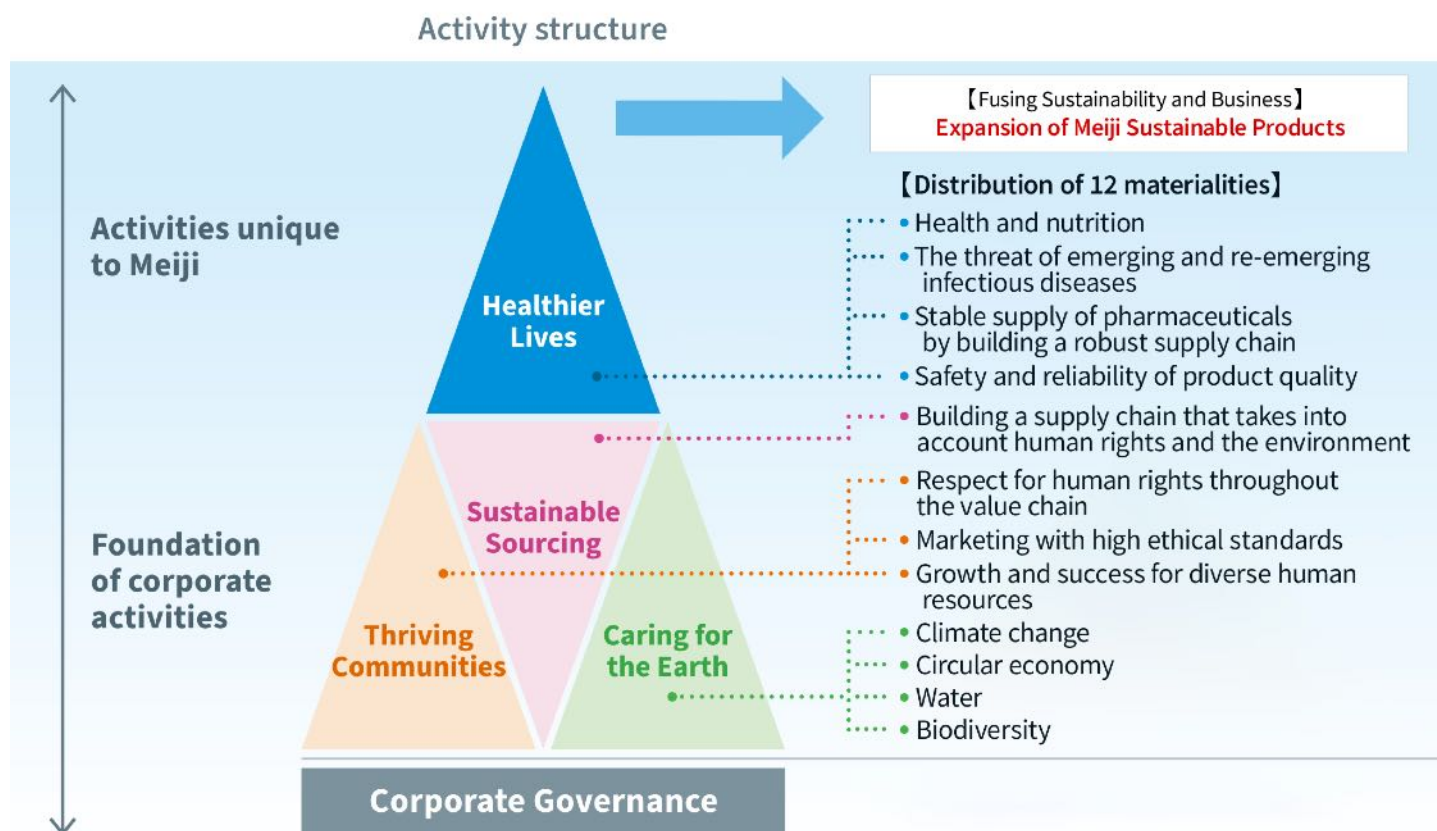 Activity structure
【Fusing Sustainability and Business】
Expansion of Meiji Sustainable Products
Activities unique
to Meiji
Healthier
Lives
【Distribution of 12 materialities】
• Health and nutrition
• The threat of emerging and re-emerging
infectious diseases
• Stable supply of pharmaceuticals
by building a robust supply chain
• Safety and reliability of product quality
• Building a supply chain that takes into
account human rights and the environment
Foundation
of corporate
activities
Sustainable
Sourcing
Thriving
Communities
Caring for
the Earth
• Respect for human rights throughout
the value chain
• Marketing with high ethical standards
• Growth and success for diverse human
resources
• Climate change
• Circular economy
• Water
• Biodiversity
Corporate Governance